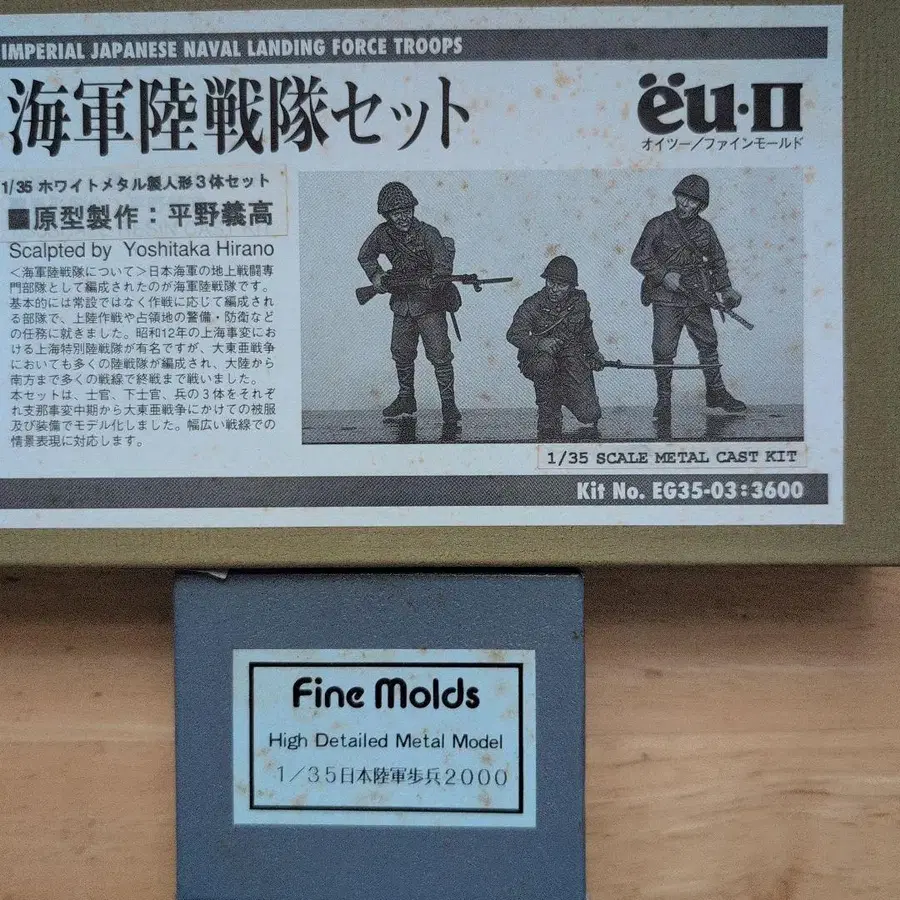 IMPERIAL JAPANESE NAVAL LANDING FORCE TROOPS
海軍陸戦隊セット
ëu·II
オイツー／ファインモールド
1/35 ホワイトメタル製人形3体セット
■原型製作：平野義高
Scalpted by Yoshitaka Hirano
＜海軍陸戦隊について＞日本海軍の地上戦闘専
門部隊として編成されたのが海軍陸戦隊です。
基本的には常設ではなく作戦に応じて編成され
る部隊で、上陸作戦や占領地の警備・防衛など
の任務に就きました。昭和12年の上海事変にお
ける上海特別陸戦隊が有名ですが、大東亜戦争
においても多くの陸戦隊が編成され、大陸から
南方まで多くの戦線で終戦まで戦いました。
本セットは、士官、下士官、兵の3体をそれぞ
れ支那事変中期から大東亜戦争にかけての被服
及び装備でモデル化しました。幅広い戦線での
情景表現に対応します。
1/35 SCALE METAL CAST KIT
Kit No. EG35-03:3600
Fine Molds
High Detailed Metal Model
1／35日本陸軍歩兵2000